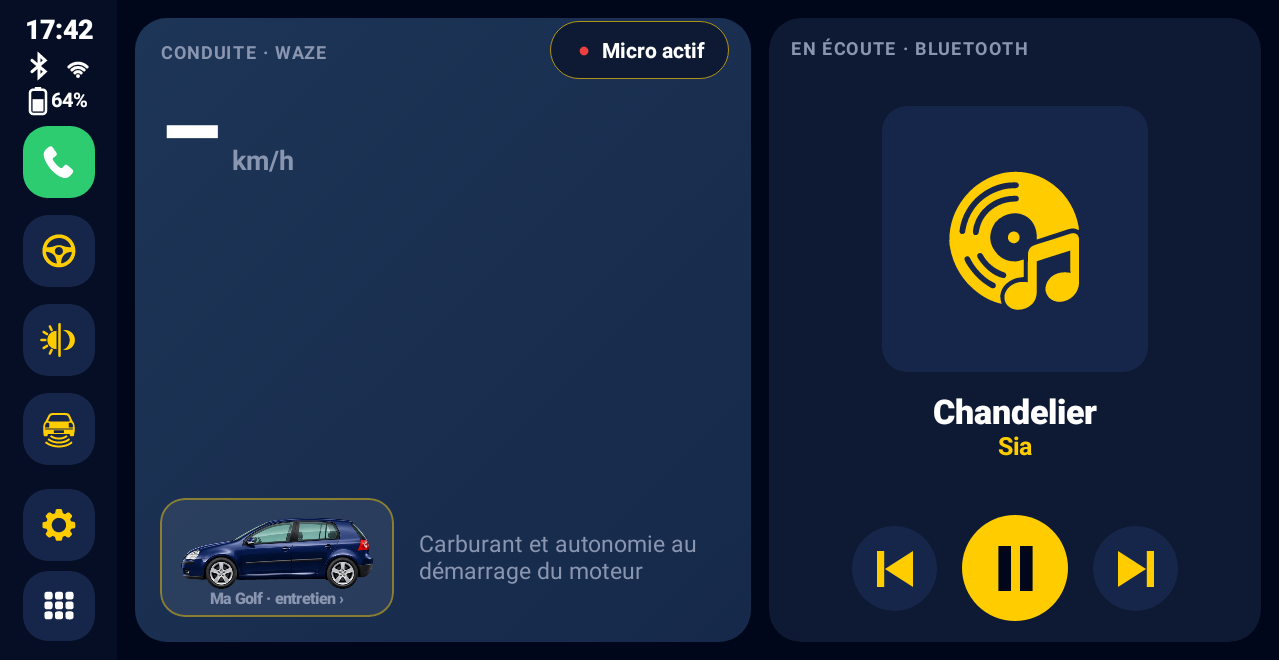 17:42
64%
CONDUITE · WAZE
Micro actif
km/h
Ma Golf · entretien ›
Carburant et autonomie au
démarrage du moteur
EN ÉCOUTE · BLUETOOTH
Chandelier
Sia